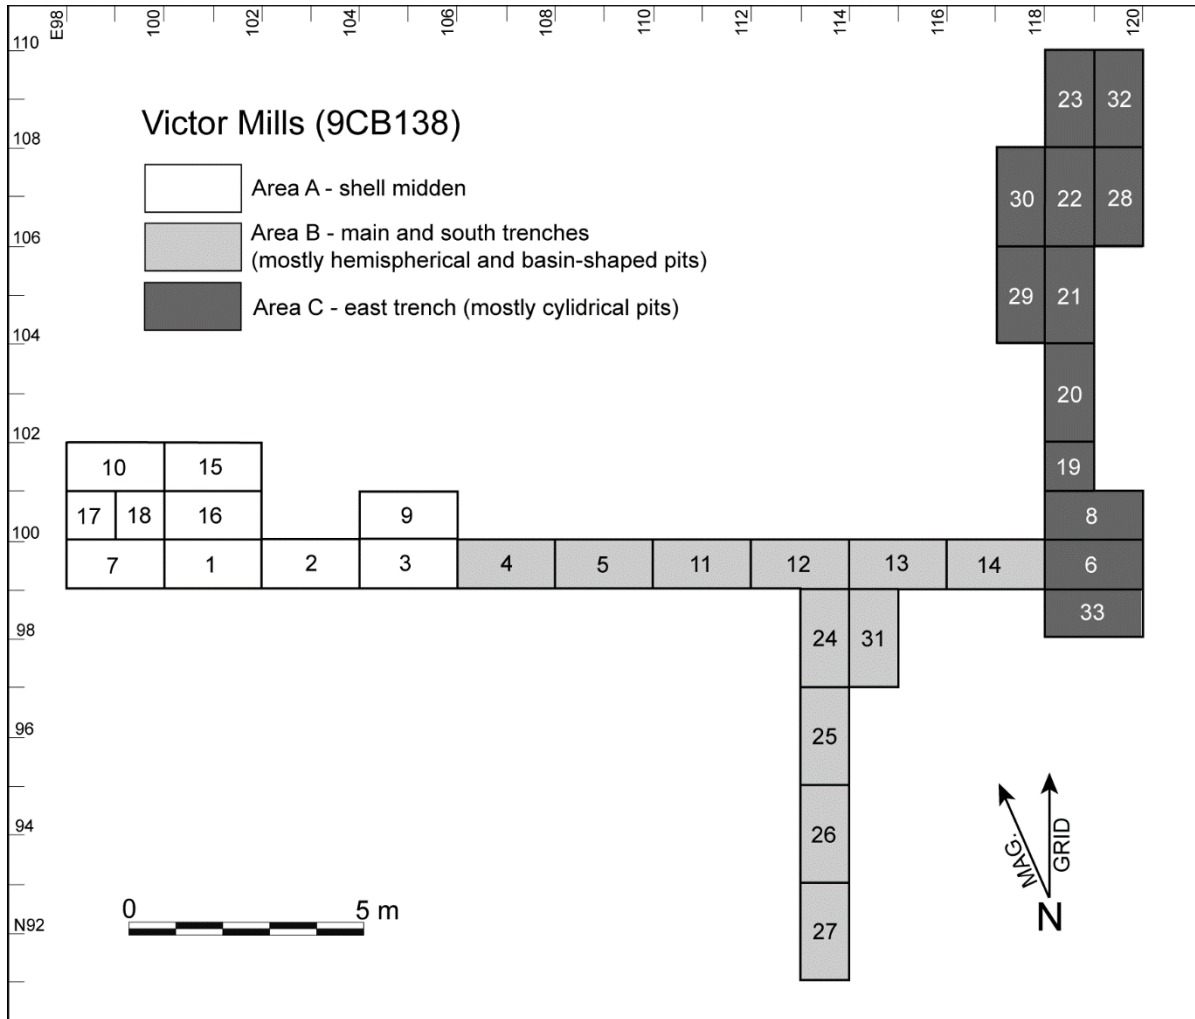 E98
100
102
104
106
108
110
112
114
116
118
120
110
108
106
104
102
100
98
96
94
N92
Victor Mills (9CB138)
Area A - shell midden
Area B - main and south trenches
(mostly hemispherical and basin-shaped pits)
Area C - east trench (mostly cylidrical pits)
23 32
30 22 28
29 21
20
19
10 15
17 18 16 9 8
7 1 2 3 4 5 11 12 13 14 6
33
24 31
25
26
27
0 5 m
MAG. GRID
N